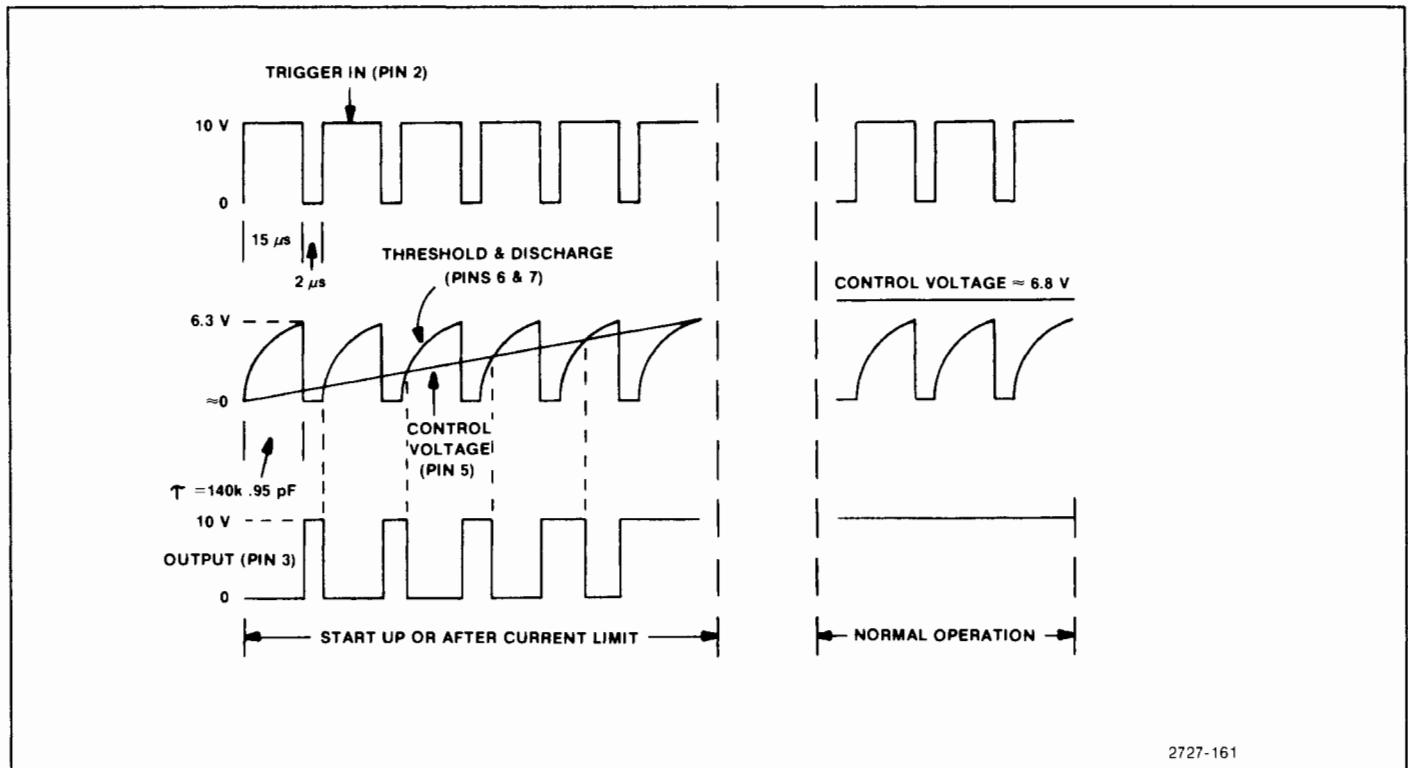 TRIGGER IN (PIN 2)
10 V
0
15 μs
2 μs
THRESHOLD & DISCHARGE
(PINS 6 & 7)
CONTROL VOLTAGE ≈ 6.8 V
6.3 V
≈0
CONTROL
VOLTAGE
(PIN 5)
τ =140k .95 pF
10 V
OUTPUT (PIN 3)
0
START UP OR AFTER CURRENT LIMIT
NORMAL OPERATION
2727-161